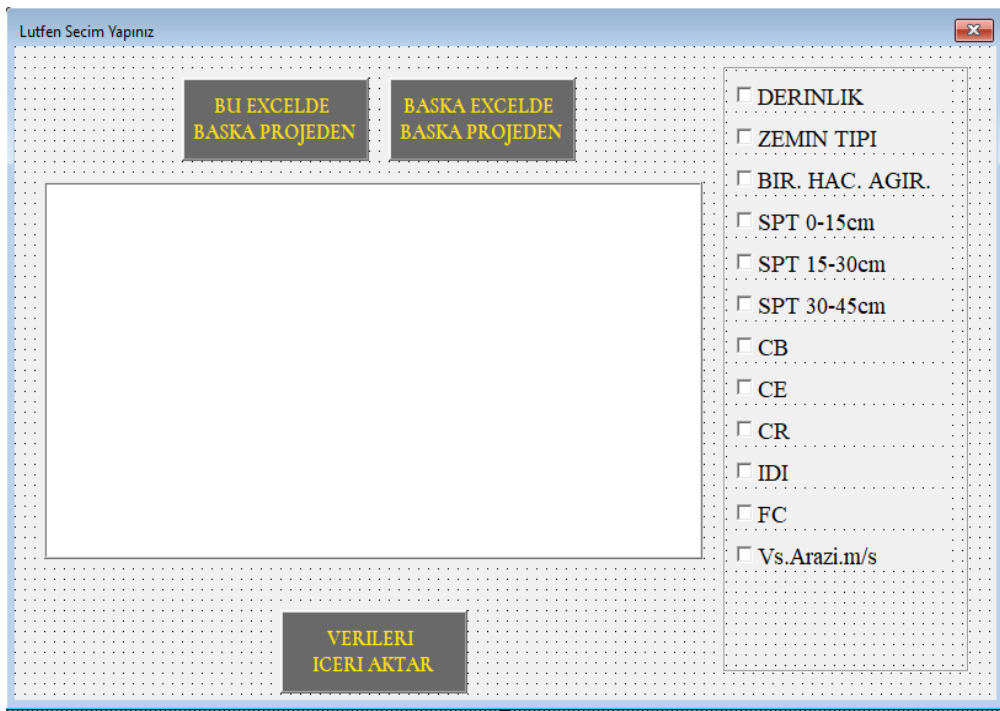 Lutfen Secim Yapınız
BU EXCELDE
BASKA PROJEDEN
BASKA EXCELDE
BASKA PROJEDEN
DERINLIK
ZEMIN TIPI
BIR. HAC. AGIR.
SPT 0-15cm
SPT 15-30cm
SPT 30-45cm
CB
CE
CR
IDI
FC
Vs.Arazi.m/s
VERILERI
ICERI AKTAR